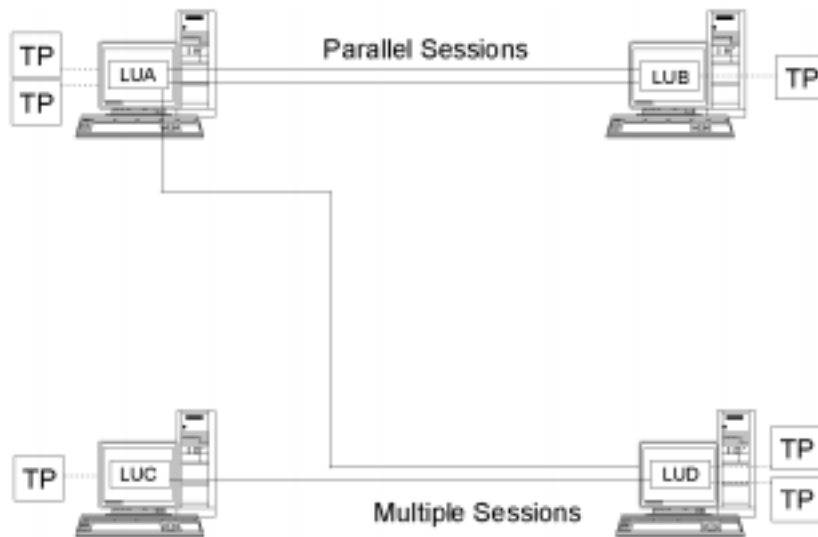 TP
TP
LUA
Parallel Sessions
LUB
TP
TP
LUC
LUD
TP
TP
Multiple Sessions